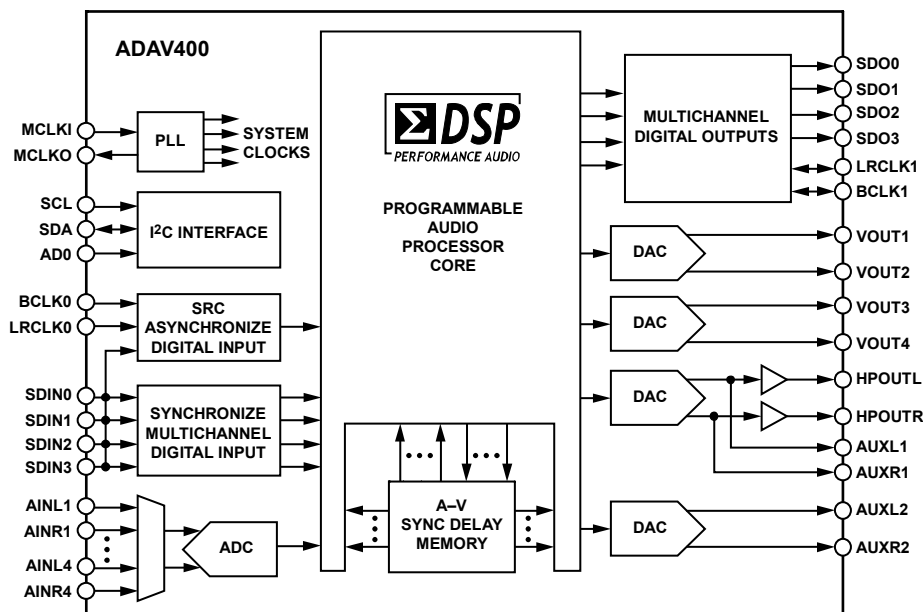 ADAV400
MCLKI
MCLKO
PLL
SYSTEM
CLOCKS
SCL
SDA
AD0
I²C INTERFACE
BCLK0
LRCLK0
SRC
ASYNCHRONIZE
DIGITAL INPUT
SDIN0
SDIN1
SDIN2
SDIN3
SYNCHRONIZE
MULTICHANNEL
DIGITAL INPUT
AINL1
AINR1
AINL4
AINR4
ADC
ΣDSP
PERFORMANCE AUDIO
PROGRAMMABLE
AUDIO
PROCESSOR
CORE
A–V
SYNC DELAY
MEMORY
MULTICHANNEL
DIGITAL OUTPUTS
SDO0
SDO1
SDO2
SDO3
LRCLK1
BCLK1
DAC
VOUT1
VOUT2
DAC
VOUT3
VOUT4
DAC
HPOUTL
HPOUTR
AUXL1
AUXR1
DAC
AUXL2
AUXR2